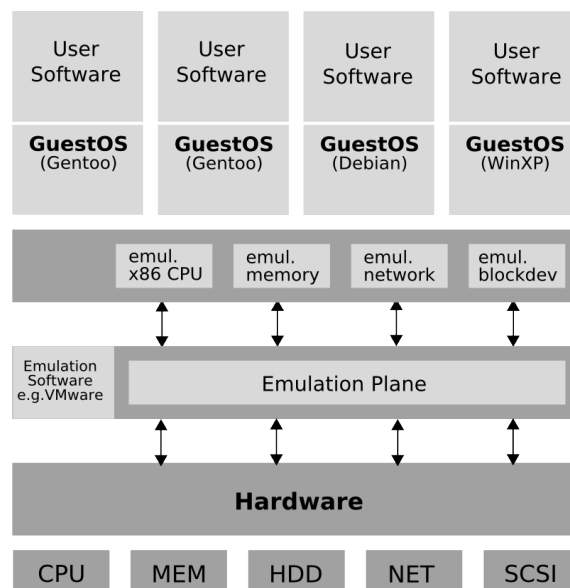 User
Software
User
Software
User
Software
User
Software
GuestOS
(Gentoo)
GuestOS
(Gentoo)
GuestOS
(Debian)
GuestOS
(WinXP)
emul.
x86 CPU
emul.
memory
emul.
network
emul.
blockdev
Emulation
Software
e.g.VMware
Emulation Plane
Hardware
CPU
MEM
HDD
NET
SCSI